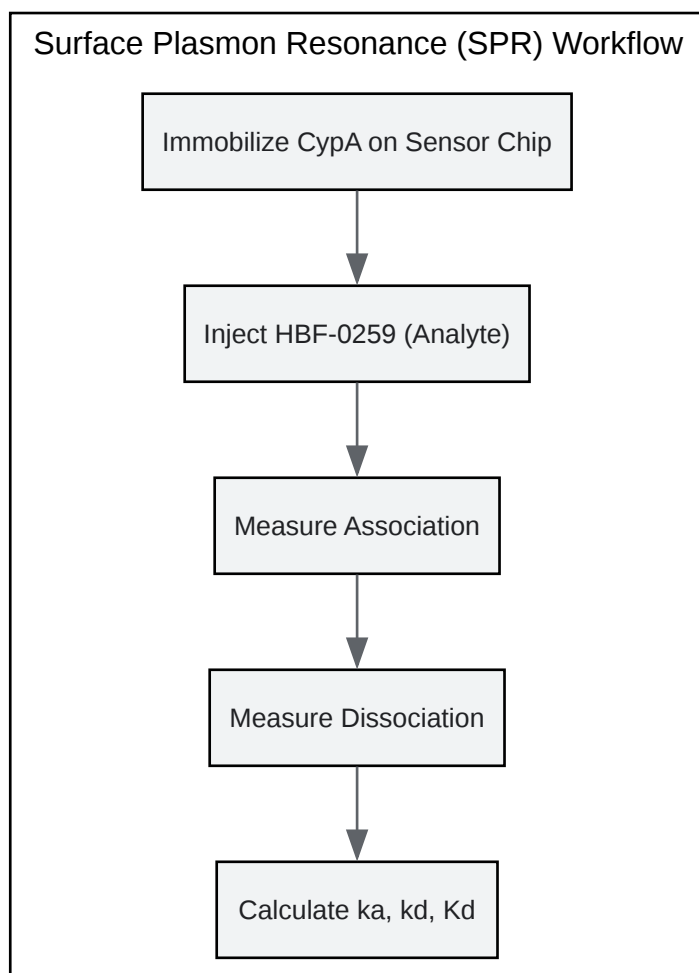 Surface Plasmon Resonance (SPR) Workflow
Immobilize CypA on Sensor Chip
Inject HBF-0259 (Analyte)
Measure Association
Measure Dissociation
Calculate ka, kd, Kd